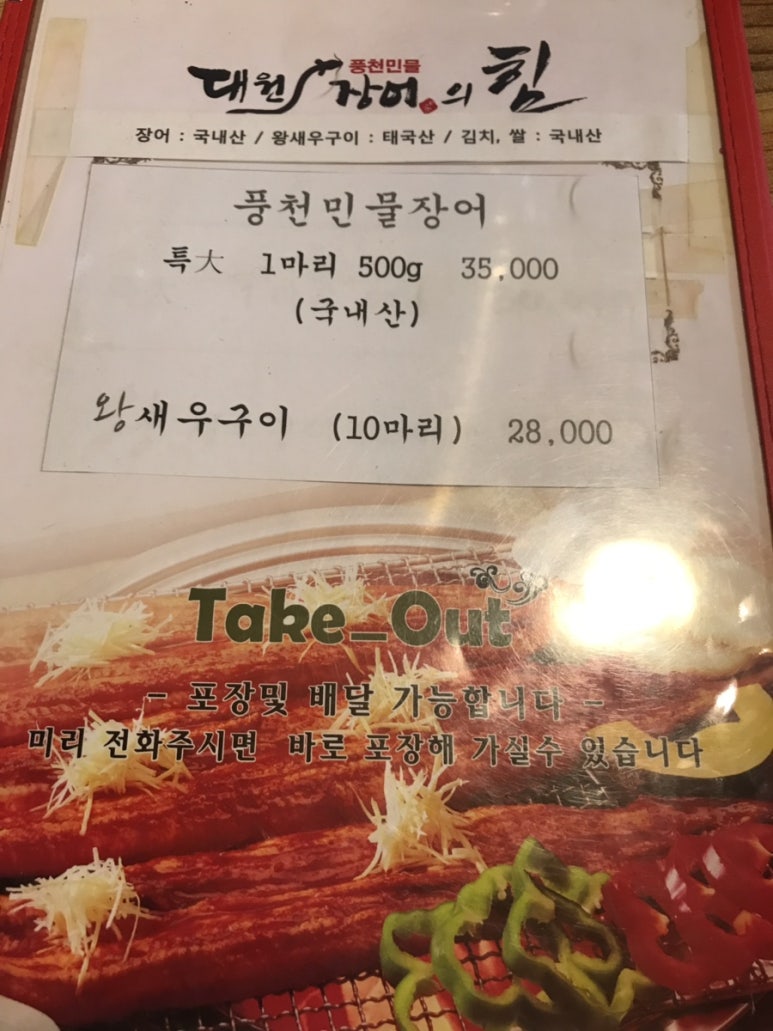 풍천민물
대원 장어의 힘
장어 : 국내산 / 왕새우구이 : 태국산 / 김치, 쌀 : 국내산
풍천민물장어
특大 1마리 500g 35,000
(국내산)
왕새우구이 (10마리) 28,000
Take_Out
- 포장및 배달 가능합니다 -
미리 전화주시면 바로 포장해 가실수 있습니다